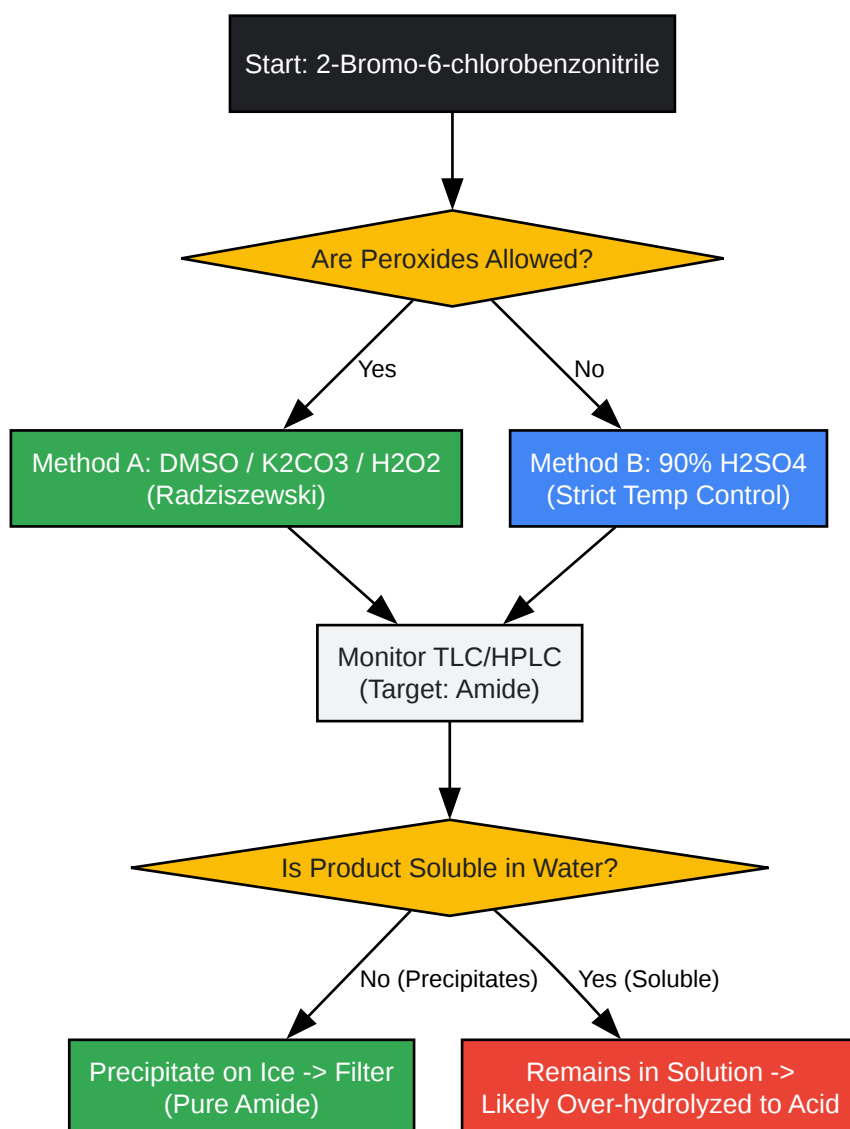 Start: 2-Bromo-6-chlorobenzonitrile
Are Peroxides Allowed?
Yes
No
Method A: DMSO / K2CO3 / H2O2
(Radziszewski)
Method B: 90% H2SO4
(Strict Temp Control)
Monitor TLC/HPLC
(Target: Amide)
Is Product Soluble in Water?
No (Precipitates)
Yes (Soluble)
Precipitate on Ice -> Filter
(Pure Amide)
Remains in Solution ->
Likely Over-hydrolyzed to Acid